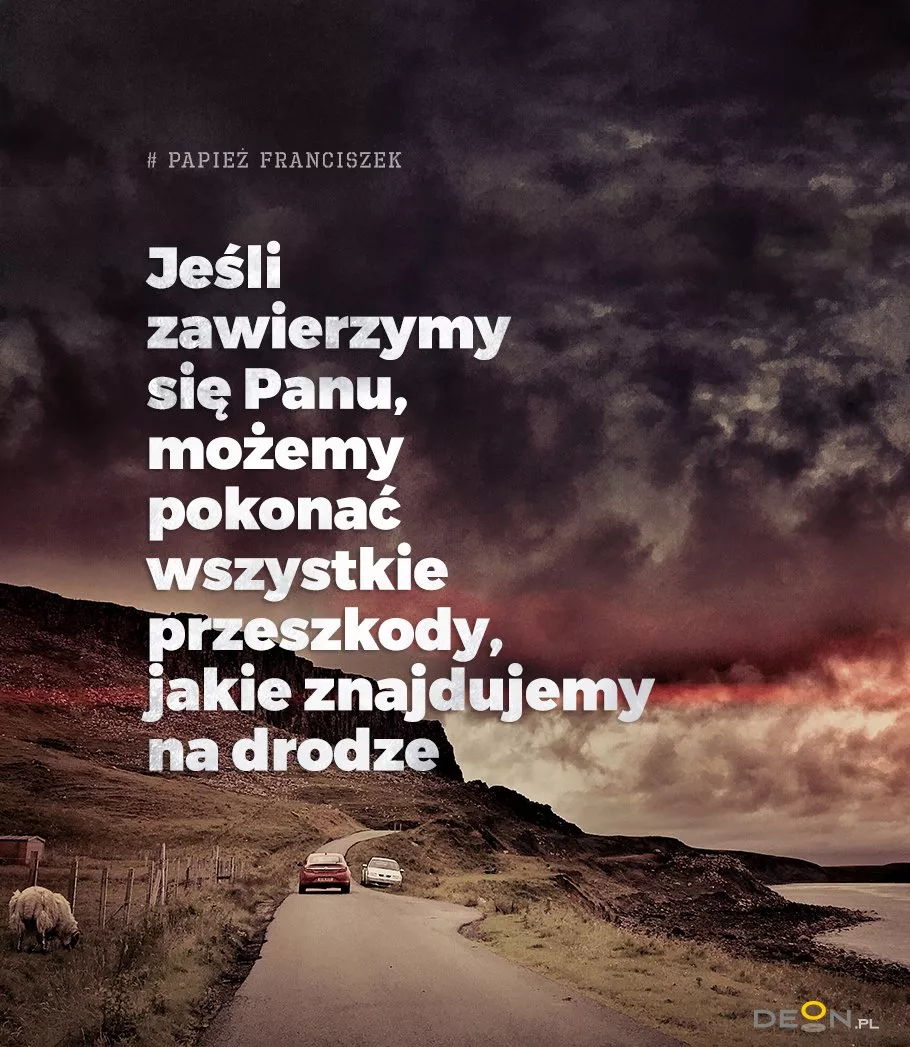 # PAPIEŻ FRANCISZEK
Jeśli
zawierzymy
się Panu,
możemy
pokonać
wszystkie
przeszkody,
jakie znajdujemy
na drodze
DEON.PL